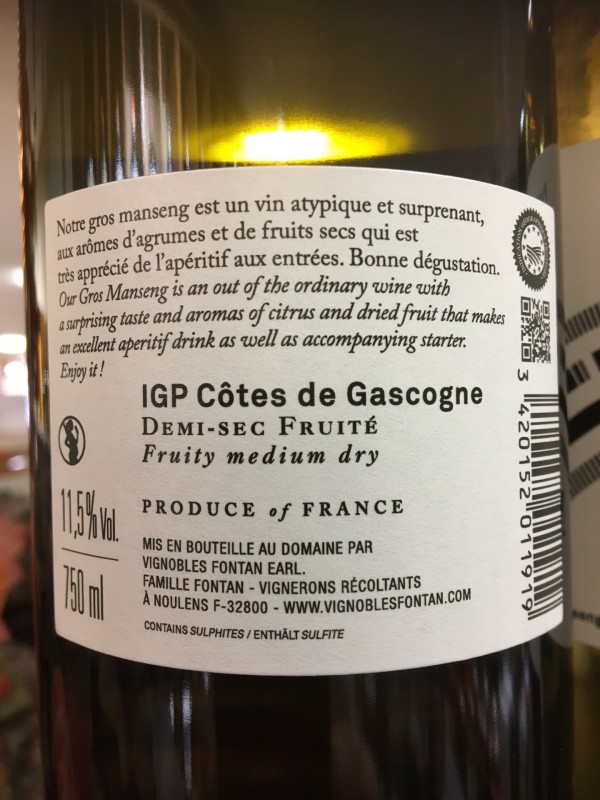 Notre gros manseng est un vin atypique et surprenant,
aux arômes d'agrumes et de fruits secs qui est
très apprécié de l'apéritif aux entrées. Bonne dégustation.
Our Gros Manseng is an out of the ordinary wine with
a surprising taste and aromas of citrus and dried fruit that makes
an excellent aperitif drink as well as accompanying starter.
Enjoy it !
IGP Côtes de Gascogne
DEMI-SEC FRUITÉ
Fruity medium dry
11,5% Vol.
750 ml
PRODUCE of FRANCE
MIS EN BOUTEILLE AU DOMAINE PAR
VIGNOBLES FONTAN EARL.
FAMILLE FONTAN - VIGNERONS RÉCOLTANTS
À NOULENS F-32800 - WWW.VIGNOBLESFONTAN.COM
CONTAINS SULPHITES / ENTHÄLT SULFITE
3 420152 011919